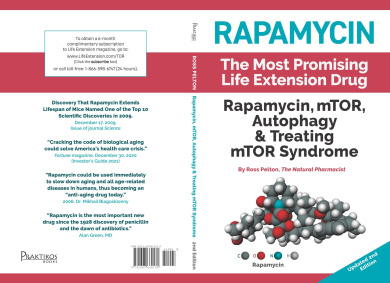 To obtain a 6-month
complimentary subscription
to Life Extension magazine, go to:
www.LifeExtension.com/TOR
(Click the subscribe box)
or call toll-free 1-866-598-6747 (24 hours).
Discovery That Rapamycin Extends
Lifespan of Mice Named One of the Top 10
Scientific Discoveries in 2009.
December 17, 2009.
Issue of journal Science
"Cracking the code of biological aging
could solve America's health care crisis."
Fortune magazine. December 30, 2020
(Investor's Guide 2021)
"Rapamycin could be used immediately
to slow down aging and all age-related
diseases in humans, thus becoming an
"anti-aging drug today."
2006: Dr. Mikhail Blagosklonny
"Rapamycin is the most important new
drug since the 1928 discovery of penicillin
and the dawn of antibiotics."
Alan Green, MD
PRAKTIKOS
BOOKS
PRAKTIKOS
ROSS PELTON
Rapamycin, mTOR, Autophagy & Treating mTOR Syndrome
2nd Edition
RAPAMYCIN
The Most Promising
Life Extension Drug
Rapamycin, mTOR,
Autophagy
& Treating
mTOR Syndrome
By Ross Pelton, The Natural Pharmacist
C O N H
Rapamycin
Updated 2nd
Edition